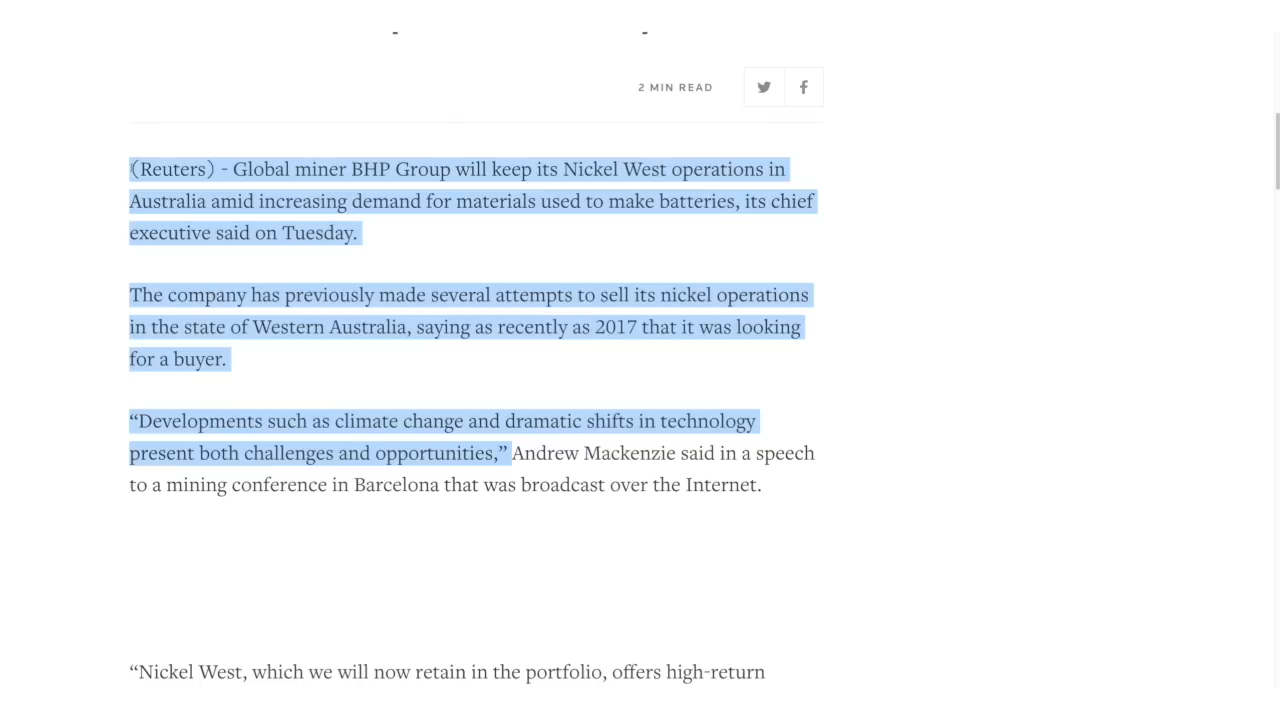 2 MIN READ
(Reuters) - Global miner BHP Group will keep its Nickel West operations in
Australia amid increasing demand for materials used to make batteries, its chief
executive said on Tuesday.
The company has previously made several attempts to sell its nickel operations
in the state of Western Australia, saying as recently as 2017 that it was looking
for a buyer.
“Developments such as climate change and dramatic shifts in technology
present both challenges and opportunities,” Andrew Mackenzie said in a speech
to a mining conference in Barcelona that was broadcast over the Internet.
“Nickel West, which we will now retain in the portfolio, offers high-return